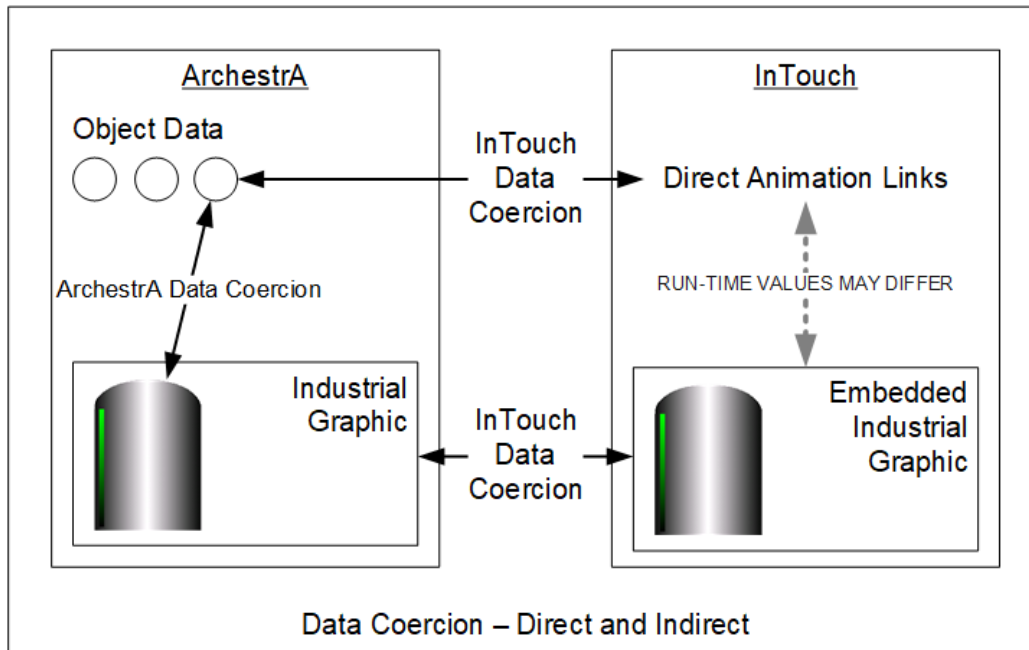 ArchestrA
Object Data
ArchestrA Data Coercion
Industrial
Graphic
InTouch
Data
Coercion
InTouch
Data
Coercion
InTouch
Direct Animation Links
RUN-TIME VALUES MAY DIFFER
Embedded
Industrial
Graphic
Data Coercion – Direct and Indirect